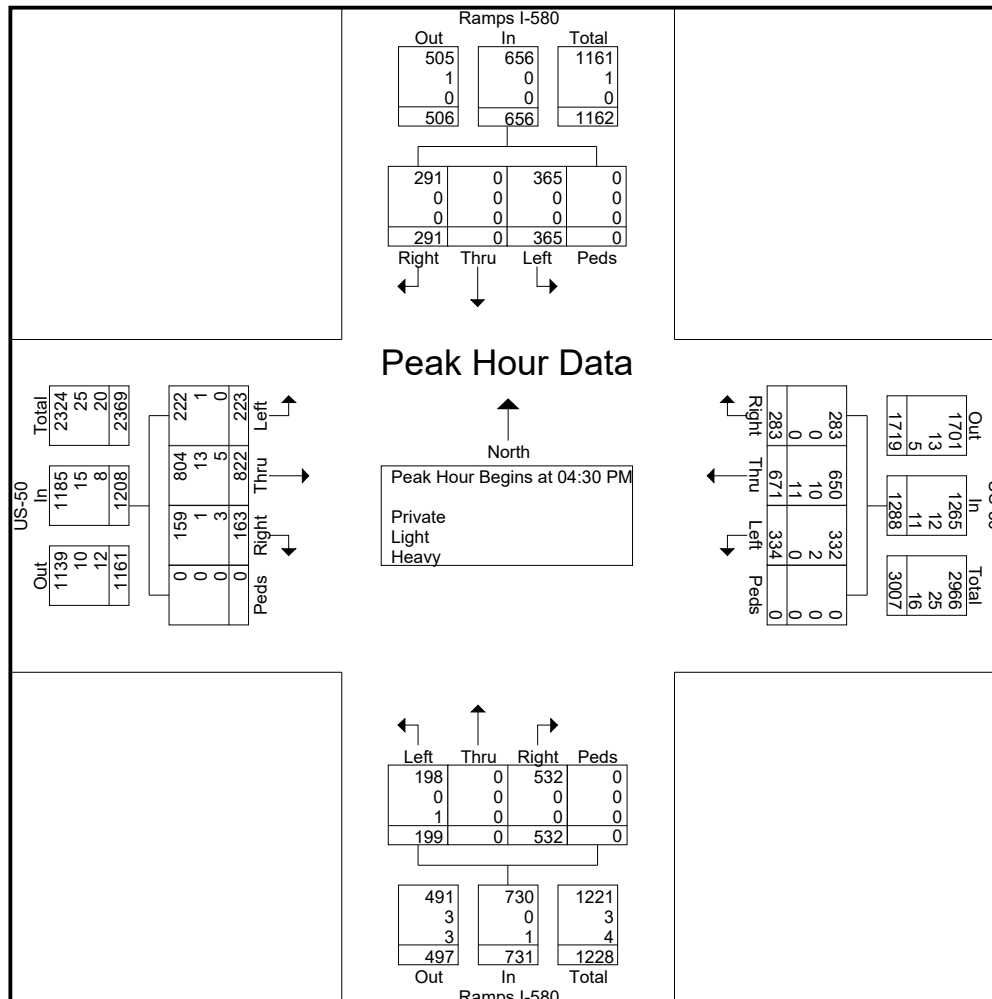 Ramps I-580
Out In Total
505 656 1161
1 0 1
0 0 0
506 656 1162
291 0 365 0
0 0 0 0
0 0 0 0
291 0 365 0
Right Thru Left Peds
Peak Hour Data
North
Peak Hour Begins at 04:30 PM
Private
Light
Heavy
US-50
Out In Total
1139 1185 2324
10 15 25
12 8 20
1161 1208 2369
0 159 804 222
0 1 13 1
0 3 5 0
0 163 822 223
Peds Right Thru Left
Out In Total
1701 1265 2966
13 12 25
5 11 16
1719 1288 3007
283 650 332 0
0 10 2 0
0 11 0 0
283 671 334 0
Right Thru Left Peds
Left Thru Right Peds
198 0 532 0
0 0 0 0
1 0 0 0
199 0 532 0
491 730 1221
3 0 3
3 1 4
497 731 1228
Out In Total
Ramps I-580